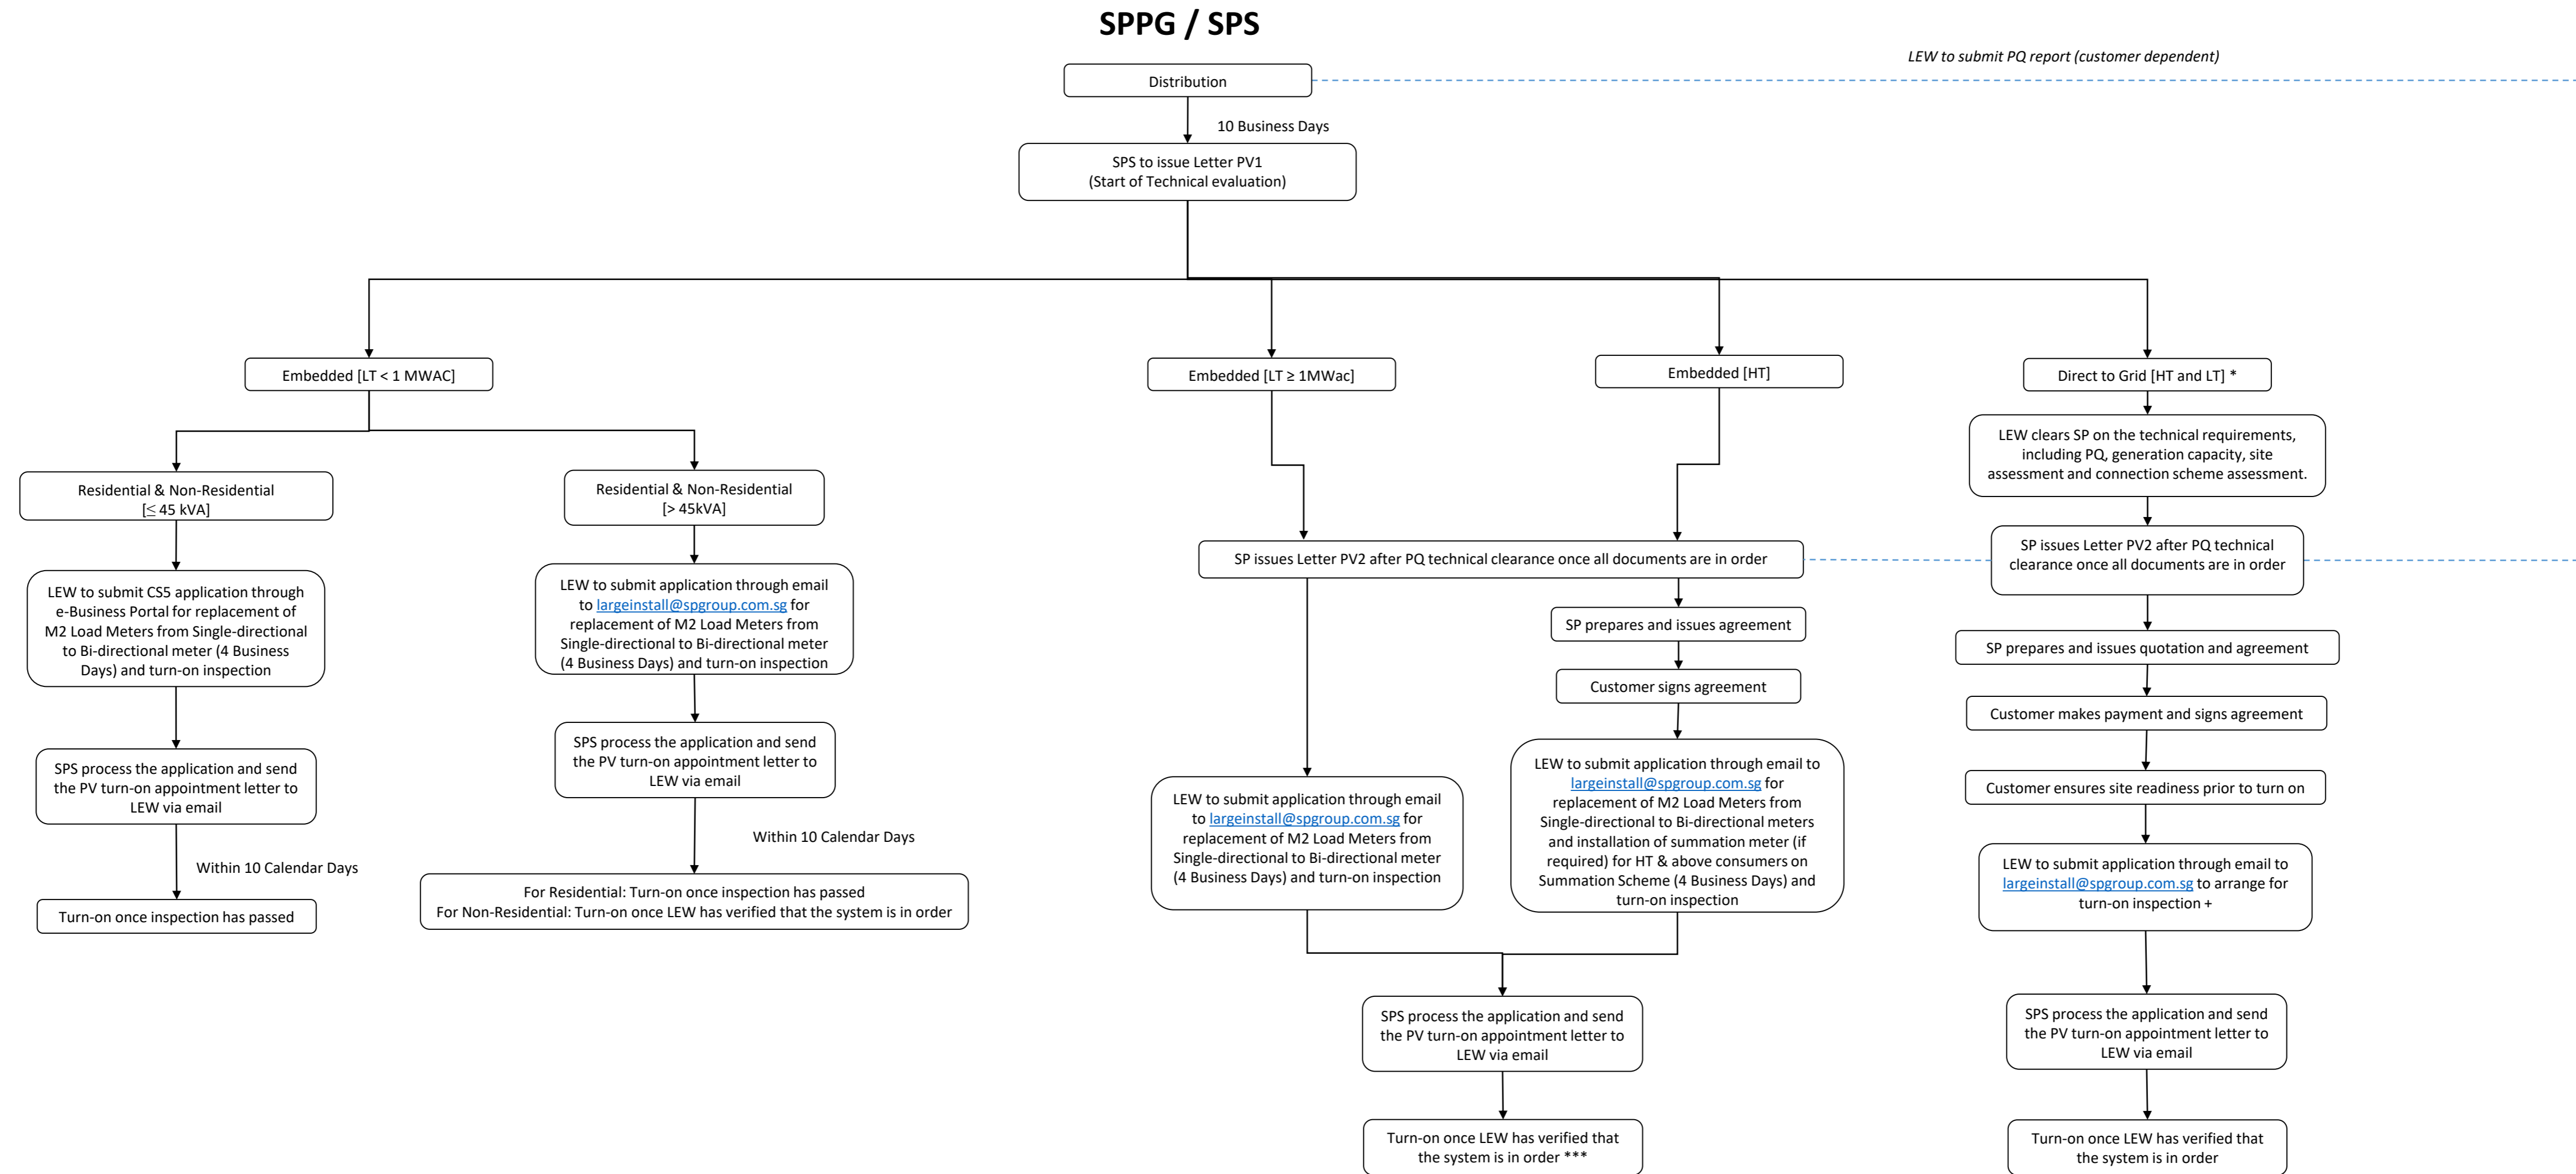 SPPG / SPS
LEW to submit PQ report (customer dependent)
Distribution
10 Business Days
SPS to issue Letter PV1
(Start of Technical evaluation)
Embedded [LT < 1 MWAC]
Embedded [LT ≥ 1MWac]
Embedded [HT]
Direct to Grid [HT and LT] *
Residential & Non-Residential
[≤ 45 kVA]
LEW to submit CS5 application through
e-Business Portal for replacement of
M2 Load Meters from Single-directional
to Bi-directional meter (4 Business
Days) and turn-on inspection
SPS process the application and send
the PV turn-on appointment letter to
LEW via email
Within 10 Calendar Days
Turn-on once inspection has passed
Residential & Non-Residential
[> 45kVA]
LEW to submit application through email
to largeinstall@spgroup.com.sg for
replacement of M2 Load Meters from
Single-directional to Bi-directional meter
(4 Business Days) and turn-on inspection
SPS process the application and send
the PV turn-on appointment letter to
LEW via email
Within 10 Calendar Days
For Residential: Turn-on once inspection has passed
For Non-Residential: Turn-on once LEW has verified that the system is in order
SP issues Letter PV2 after PQ technical clearance once all documents are in order
LEW to submit application through email
to largeinstall@spgroup.com.sg for
replacement of M2 Load Meters from
Single-directional to Bi-directional meter
(4 Business Days) and turn-on inspection
SP prepares and issues agreement
Customer signs agreement
LEW to submit application through email to
largeinstall@spgroup.com.sg for
replacement of M2 Load Meters from
Single-directional to Bi-directional meters
and installation of summation meter (if
required) for HT & above consumers on
Summation Scheme (4 Business Days) and
turn-on inspection
SPS process the application and send
the PV turn-on appointment letter to
LEW via email
Turn-on once LEW has verified that
the system is in order ***
LEW clears SP on the technical requirements,
including PQ, generation capacity, site
assessment and connection scheme assessment.
SP issues Letter PV2 after PQ technical
clearance once all documents are in order
SP prepares and issues quotation and agreement
Customer makes payment and signs agreement
Customer ensures site readiness prior to turn on
LEW to submit application through email to
largeinstall@spgroup.com.sg to arrange for
turn-on inspection +
SPS process the application and send
the PV turn-on appointment letter to
LEW via email
Turn-on once LEW has verified that
the system is in order